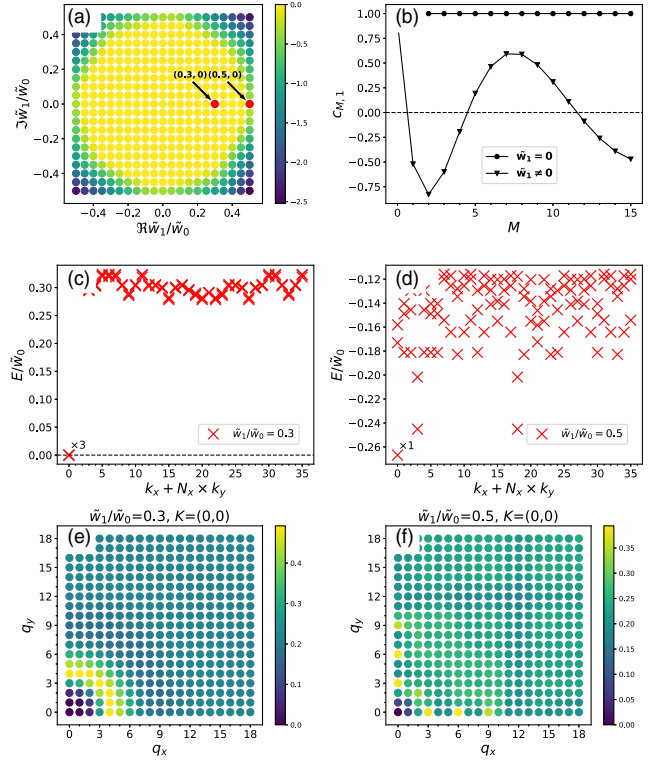 (a)
0.4
0.2
0.0
−0.2
−0.4
ℑw̃₁/w̃₀
(0.3, 0)
(0.5, 0)
−0.4 −0.2 0.0 0.2 0.4
ℜw̃₁/w̃₀
0.0
−0.5
−1.0
−1.5
−2.0
−2.5
(b)
1.00
0.75
0.50
0.25
0.00
−0.25
−0.50
−0.75
c_{M, 1}
w̃₁ = 0
w̃₁ ≠ 0
0 5 10 15
M
(c)
0.30
0.25
0.20
0.15
0.10
0.05
0.00
E/w̃₀
×3
w̃₁/w̃₀ = 0.3
0 5 10 15 20 25 30 35
kₓ + Nₓ × k_y
(d)
−0.12
−0.14
−0.16
−0.18
−0.20
−0.22
−0.24
−0.26
E/w̃₀
×1
w̃₁/w̃₀ = 0.5
0 5 10 15 20 25 30 35
kₓ + Nₓ × k_y
w̃₁/w̃₀=0.3, K=(0,0)
(e)
18
15
12
9
6
3
0
q_y
0 3 6 9 12 15 18
qₓ
0.4
0.3
0.2
0.1
0.0
w̃₁/w̃₀=0.5, K=(0,0)
(f)
18
15
12
9
6
3
0
q_y
0 3 6 9 12 15 18
qₓ
0.35
0.30
0.25
0.20
0.15
0.10
0.05
0.00